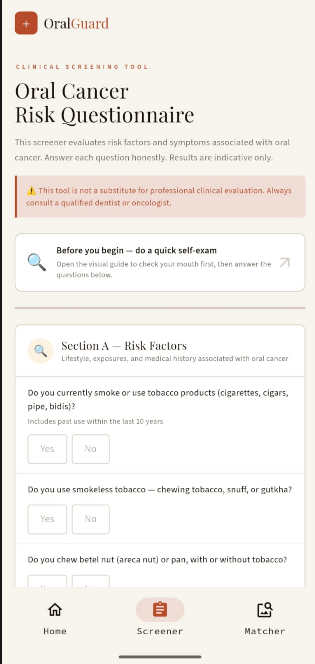 OralGuard
CLINICAL SCREENING TOOL
Oral Cancer
Risk Questionnaire
This screener evaluates risk factors and symptoms associated with oral
cancer. Answer each question honestly. Results are indicative only.
⚠️ This tool is not a substitute for professional clinical evaluation. Always
consult a qualified dentist or oncologist.
Before you begin — do a quick self-exam
Open the visual guide to check your mouth first, then answer the
questions below.
Section A — Risk Factors
Lifestyle, exposures, and medical history associated with oral cancer
Do you currently smoke or use tobacco products (cigarettes, cigars,
pipe, bidis)?
Includes past use within the last 10 years
Yes No
Do you use smokeless tobacco — chewing tobacco, snuff, or gutkha?
Yes No
Do you chew betel nut (areca nut) or pan, with or without tobacco?
Yes No
Home Screener Matcher